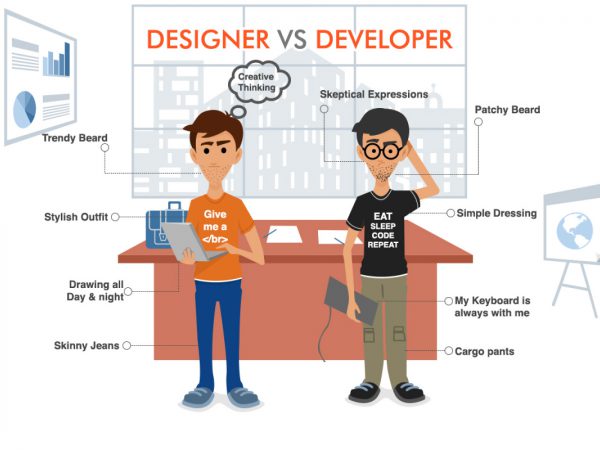 DESIGNER VS DEVELOPER
Creative
Thinking
Skeptical Expressions
Patchy Beard
Trendy Beard
Stylish Outfit
Give
me a
</br>
EAT
SLEEP
CODE
REPEAT
Simple Dressing
Drawing all
Day & night
My Keyboard is
always with me
Skinny Jeans
Cargo pants